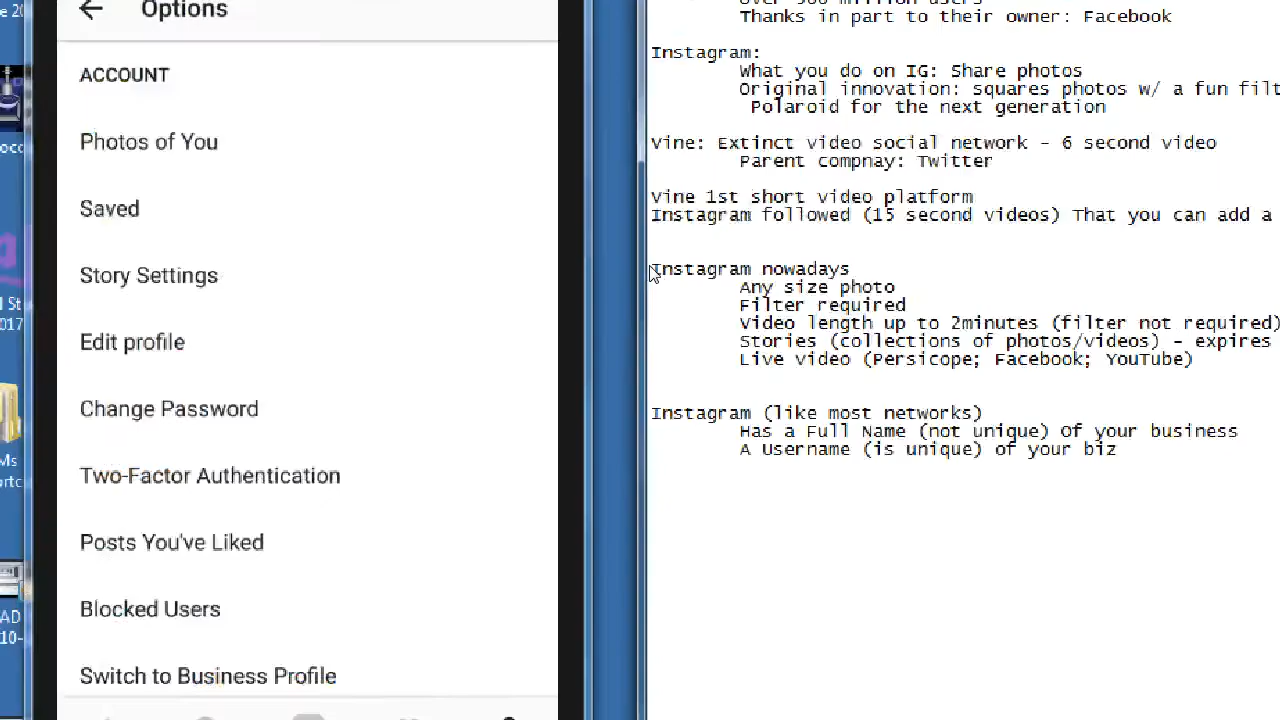 Options
ACCOUNT
Photos of You
Saved
Story Settings
Edit profile
Change Password
Two-Factor Authentication
Posts You've Liked
Blocked Users
Switch to Business Profile
Thanks in part to their owner: Facebook
Instagram:
What you do on IG: Share photos
Original innovation: squares photos w/ a fun filt
Polaroid for the next generation
Vine: Extinct video social network - 6 second video
Parent compnay: Twitter
Vine 1st short video platform
Instagram followed (15 second videos) That you can add a
Instagram nowadays
Any size photo
Filter required
Video length up to 2minutes (filter not required)
Stories (collections of photos/videos) - expires
Live video (Persicope; Facebook; YouTube)
Instagram (like most networks)
Has a Full Name (not unique) Of your business
A Username (is unique) of your biz